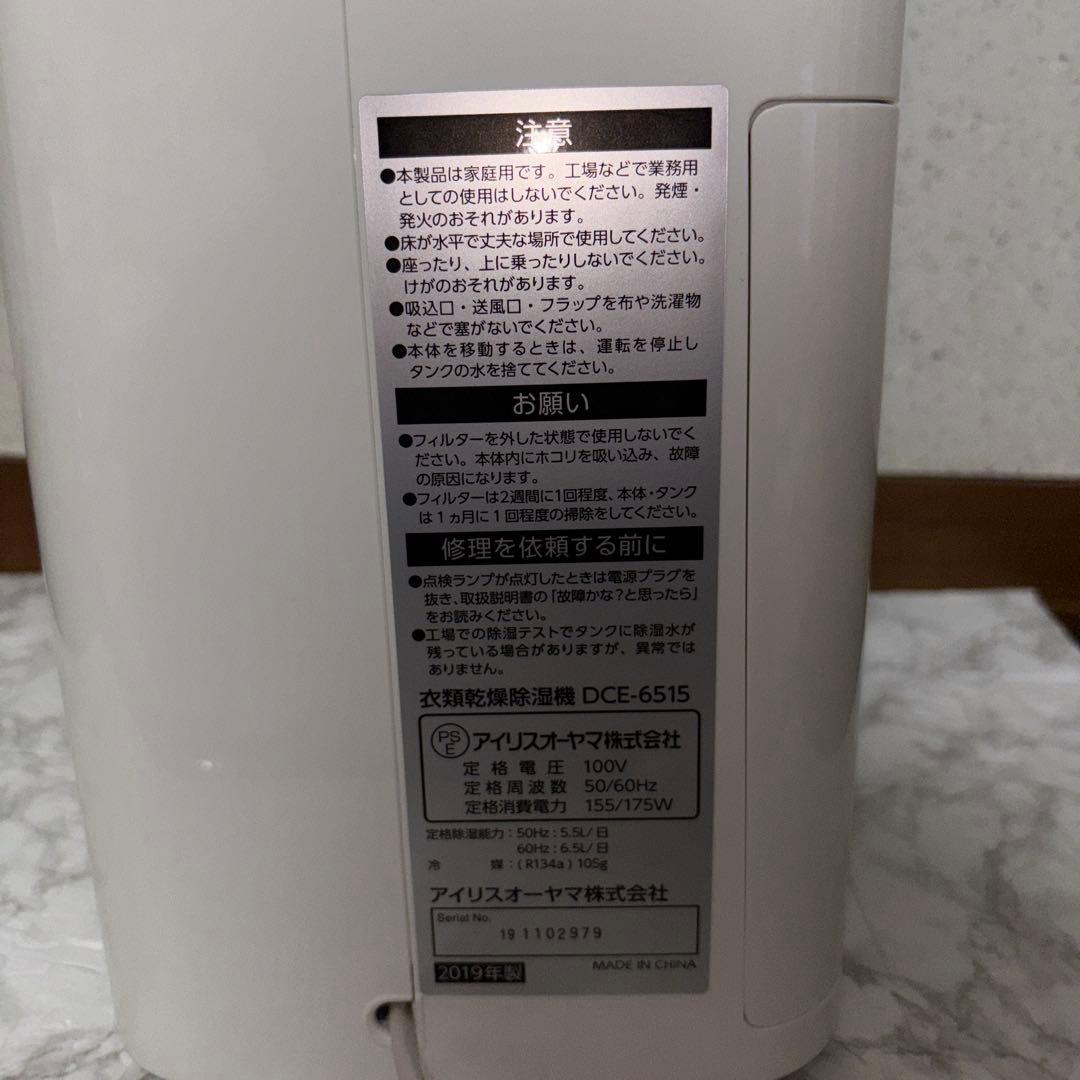 注意
●本製品は家庭用です。工場などで業務用
としての使用はしないでください。発煙・
発火のおそれがあります。
●床が水平で丈夫な場所で使用してください。
●座ったり、上に乗ったりしないでください。
けがのおそれがあります。
●吸込口・送風口・フラップを布や洗濯物
などで塞がないでください。
●本体を移動するときは、運転を停止し
タンクの水を捨ててください。
お願い
●フィルターを外した状態で使用しないでく
ださい。本体内にホコリを吸い込み、故障
の原因になります。
●フィルターは2週間に1回程度、本体・タンク
は1ヵ月に1回程度の掃除をしてください。
修理を依頼する前に
●点検ランプが点灯したときは電源プラグを
抜き、取扱説明書の「故障かな?と思ったら」
をお読みください。
●工場での除湿テストでタンクに除湿水が
残っている場合がありますが、異常では
ありません。
衣類乾燥除湿機 DCE-6515
PSE アイリスオーヤマ株式会社
定格電圧 100V
定格周波数 50/60Hz
定格消費電力 155/175W
定格除湿能力:50Hz:5.5L/日
60Hz:6.5L/日
冷媒:(R134a)105g
アイリスオーヤマ株式会社
Serial No.
19 1102979
2019年製 MADE IN CHINA